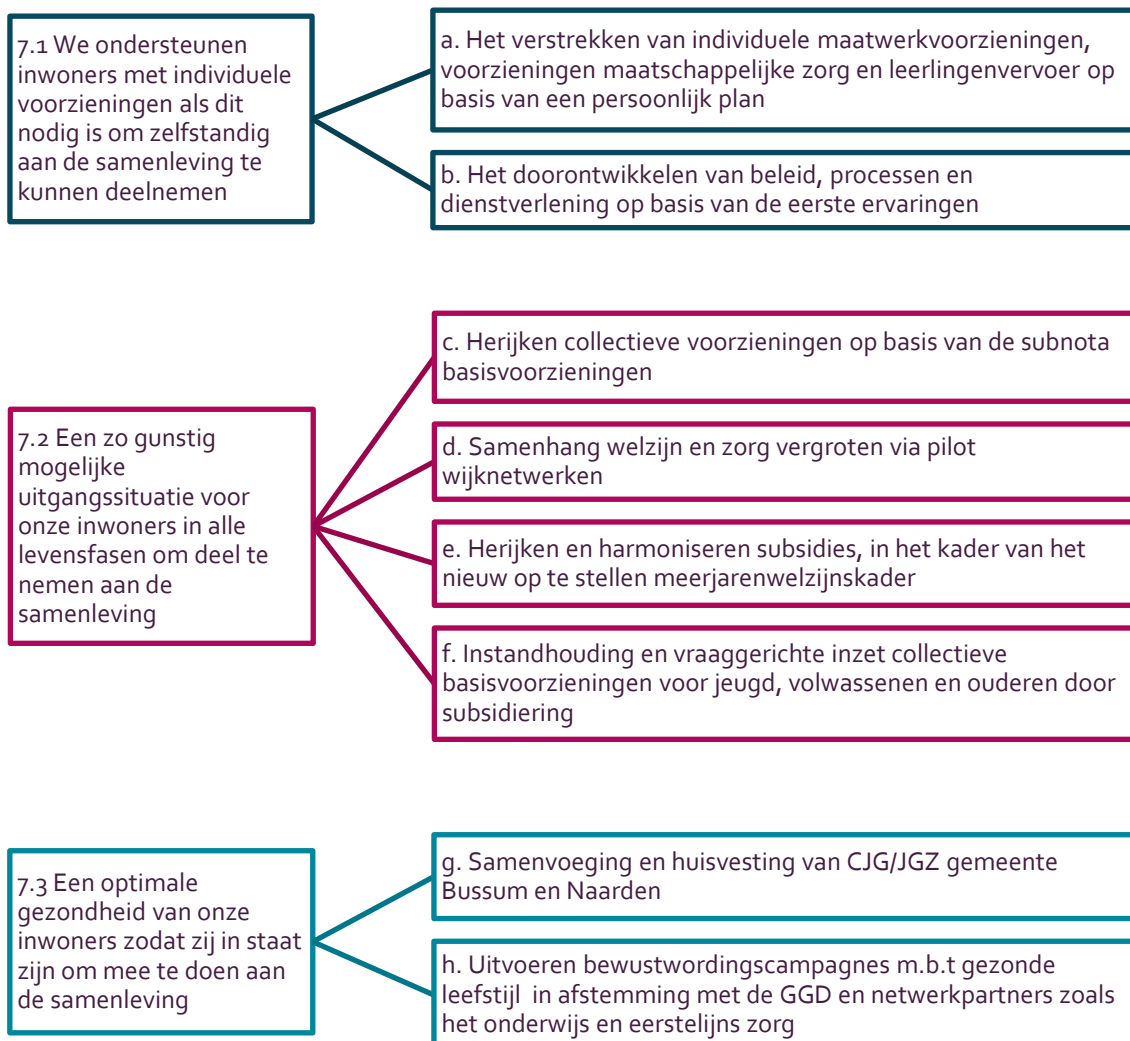 7.1 We ondersteunen
inwoners met individuele
voorzieningen als dit
nodig is om zelfstandig
aan de samenleving te
kunnen deelnemen
a. Het verstrekken van individuele maatwerkvoorzieningen,
voorzieningen maatschappelijke zorg en leerlingenvervoer op
basis van een persoonlijk plan
b. Het doorontwikkelen van beleid, processen en
dienstverlening op basis van de eerste ervaringen
7.2 Een zo gunstig
mogelijke
uitgangssituatie voor
onze inwoners in alle
levensfasen om deel te
nemen aan de
samenleving
c. Herijken collectieve voorzieningen op basis van de subnota
basisvoorzieningen
d. Samenhang welzijn en zorg vergroten via pilot
wijknetwerken
e. Herijken en harmoniseren subsidies, in het kader van het
nieuw op te stellen meerjarenwelzijnskader
f. Instandhouding en vraaggerichte inzet collectieve
basisvoorzieningen voor jeugd, volwassenen en ouderen door
subsidiering
7.3 Een optimale
gezondheid van onze
inwoners zodat zij in staat
zijn om mee te doen aan
de samenleving
g. Samenvoeging en huisvesting van CJG/JGZ gemeente
Bussum en Naarden
h. Uitvoeren bewustwordingscampagnes m.b.t gezonde
leefstijl in afstemming met de GGD en netwerkpartners zoals
het onderwijs en eerstelijns zorg